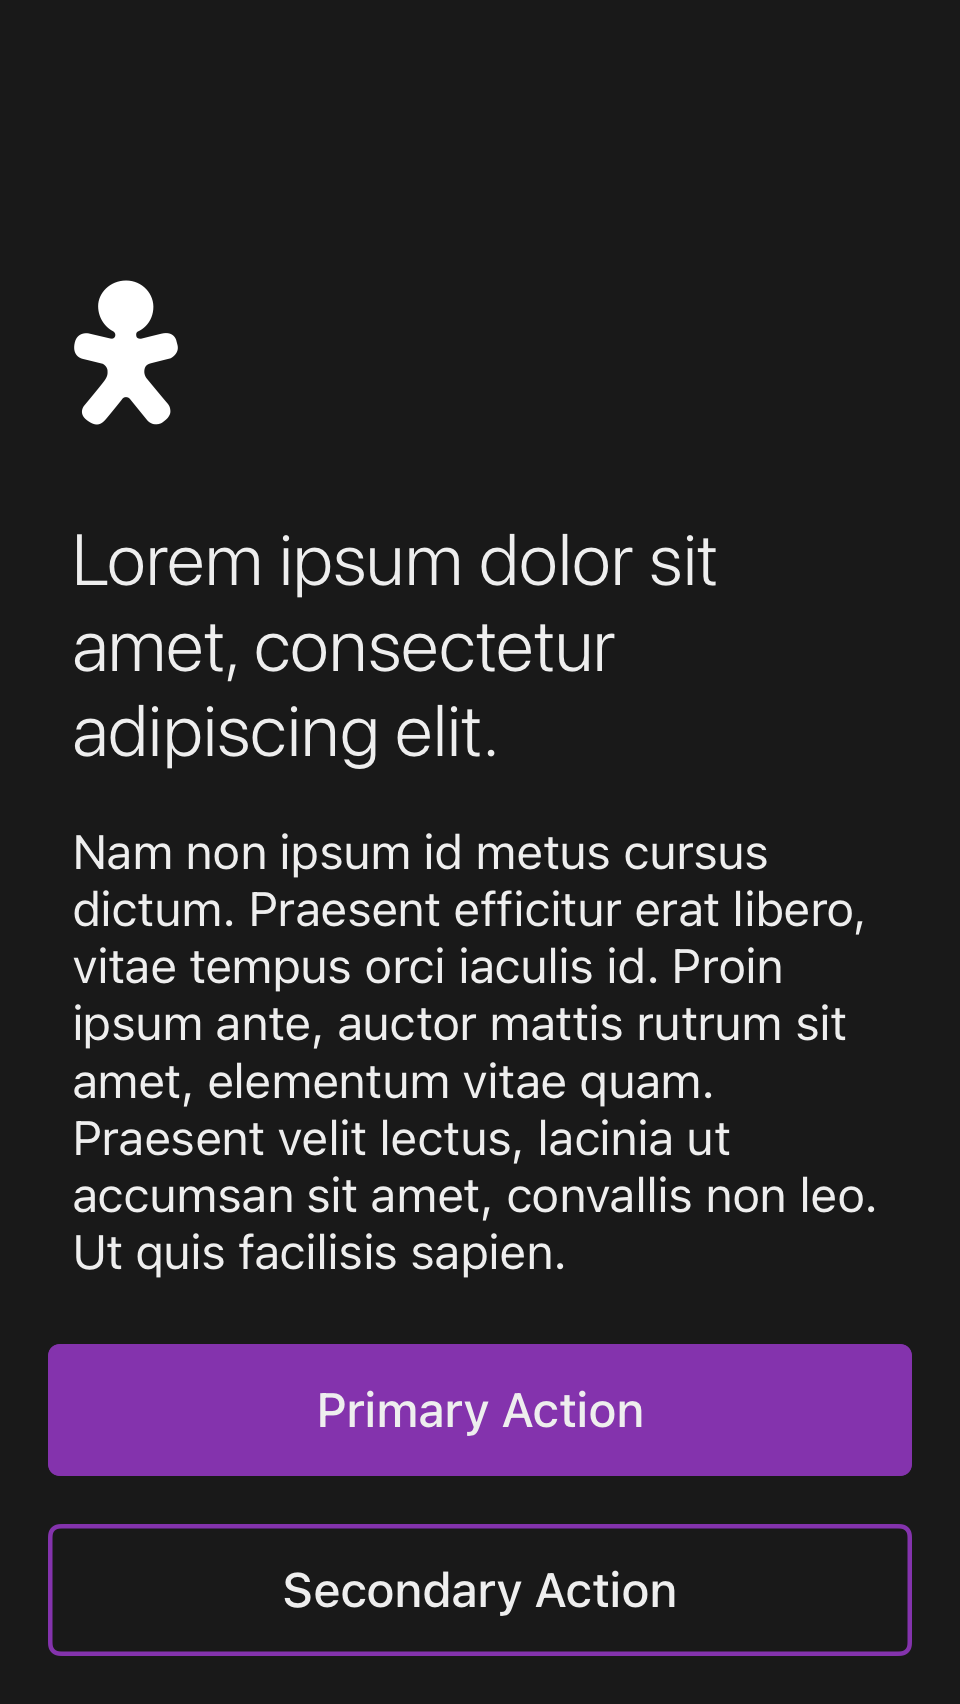 Lorem ipsum dolor sit
amet, consectetur
adipiscing elit.
Nam non ipsum id metus cursus
dictum. Praesent efficitur erat libero,
vitae tempus orci iaculis id. Proin
ipsum ante, auctor mattis rutrum sit
amet, elementum vitae quam.
Praesent velit lectus, lacinia ut
accumsan sit amet, convallis non leo.
Ut quis facilisis sapien.
Primary Action
Secondary Action